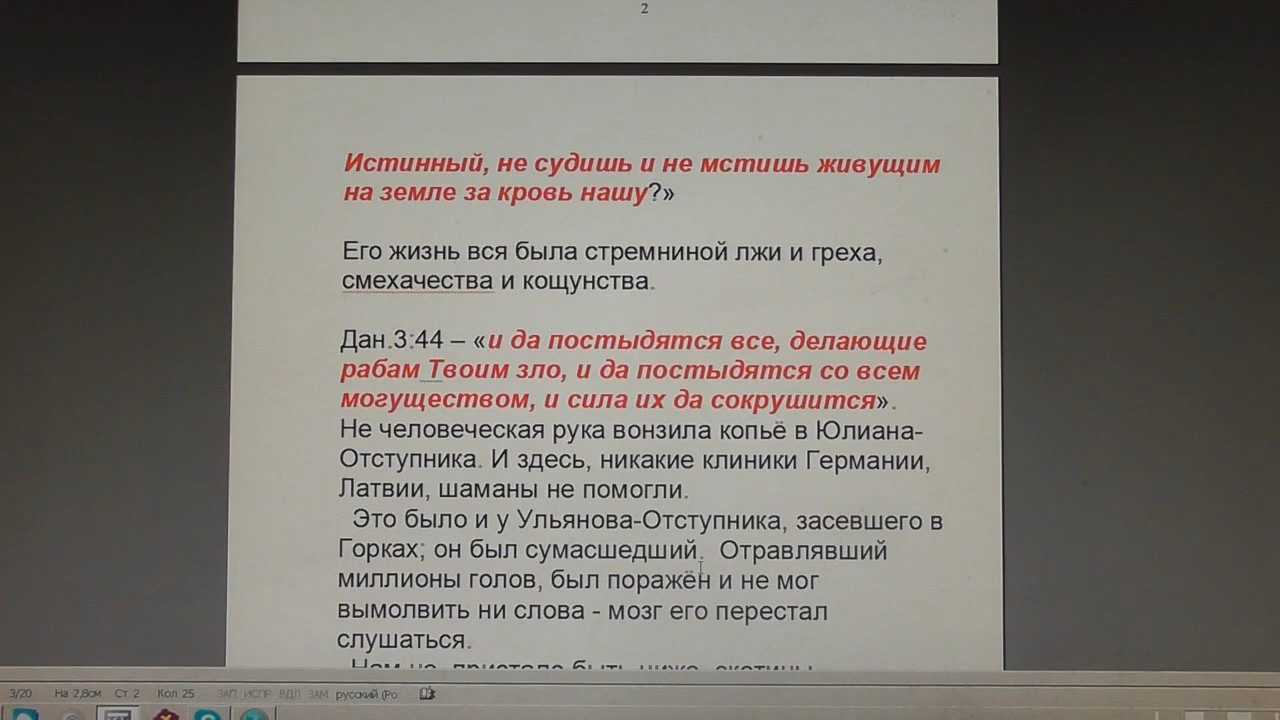 2
Истинный, не судишь и не мстишь живущим
на земле за кровь нашу?»
Его жизнь вся была стремниной лжи и греха,
смехачества и кощунства.
Дан.3:44 – «и да постыдятся все, делающие
рабам Твоим зло, и да постыдятся со всем
могуществом, и сила их да сокрушится».
Не человеческая рука вонзила копьё в Юлиана-
Отступника. И здесь, никакие клиники Германии,
Латвии, шаманы не помогли.
Это было и у Ульянова-Отступника, засевшего в
Горках; он был сумасшедший. Отравлявший
миллионы голов, был поражён и не мог
вымолвить ни слова - мозг его перестал
слушаться.
3/20 На 2,8см Ст 2 Кол 25 ЗАП ИСПР ВДЛ ЗАМ русский (Ро